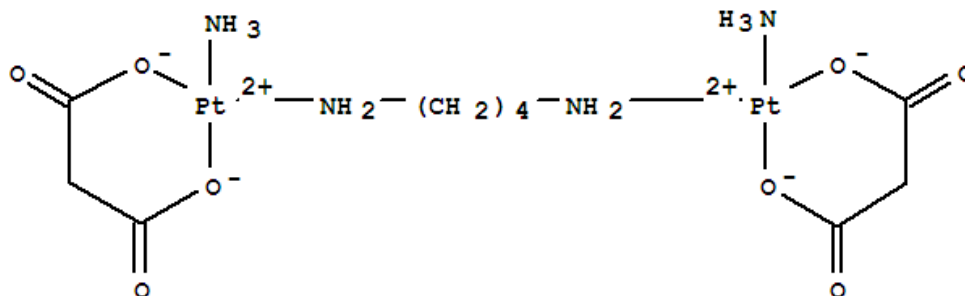 NH3 H3N
O O- O- O
Pt 2+ NH2 (CH2)4 NH2 2+ Pt
O- O-
O O